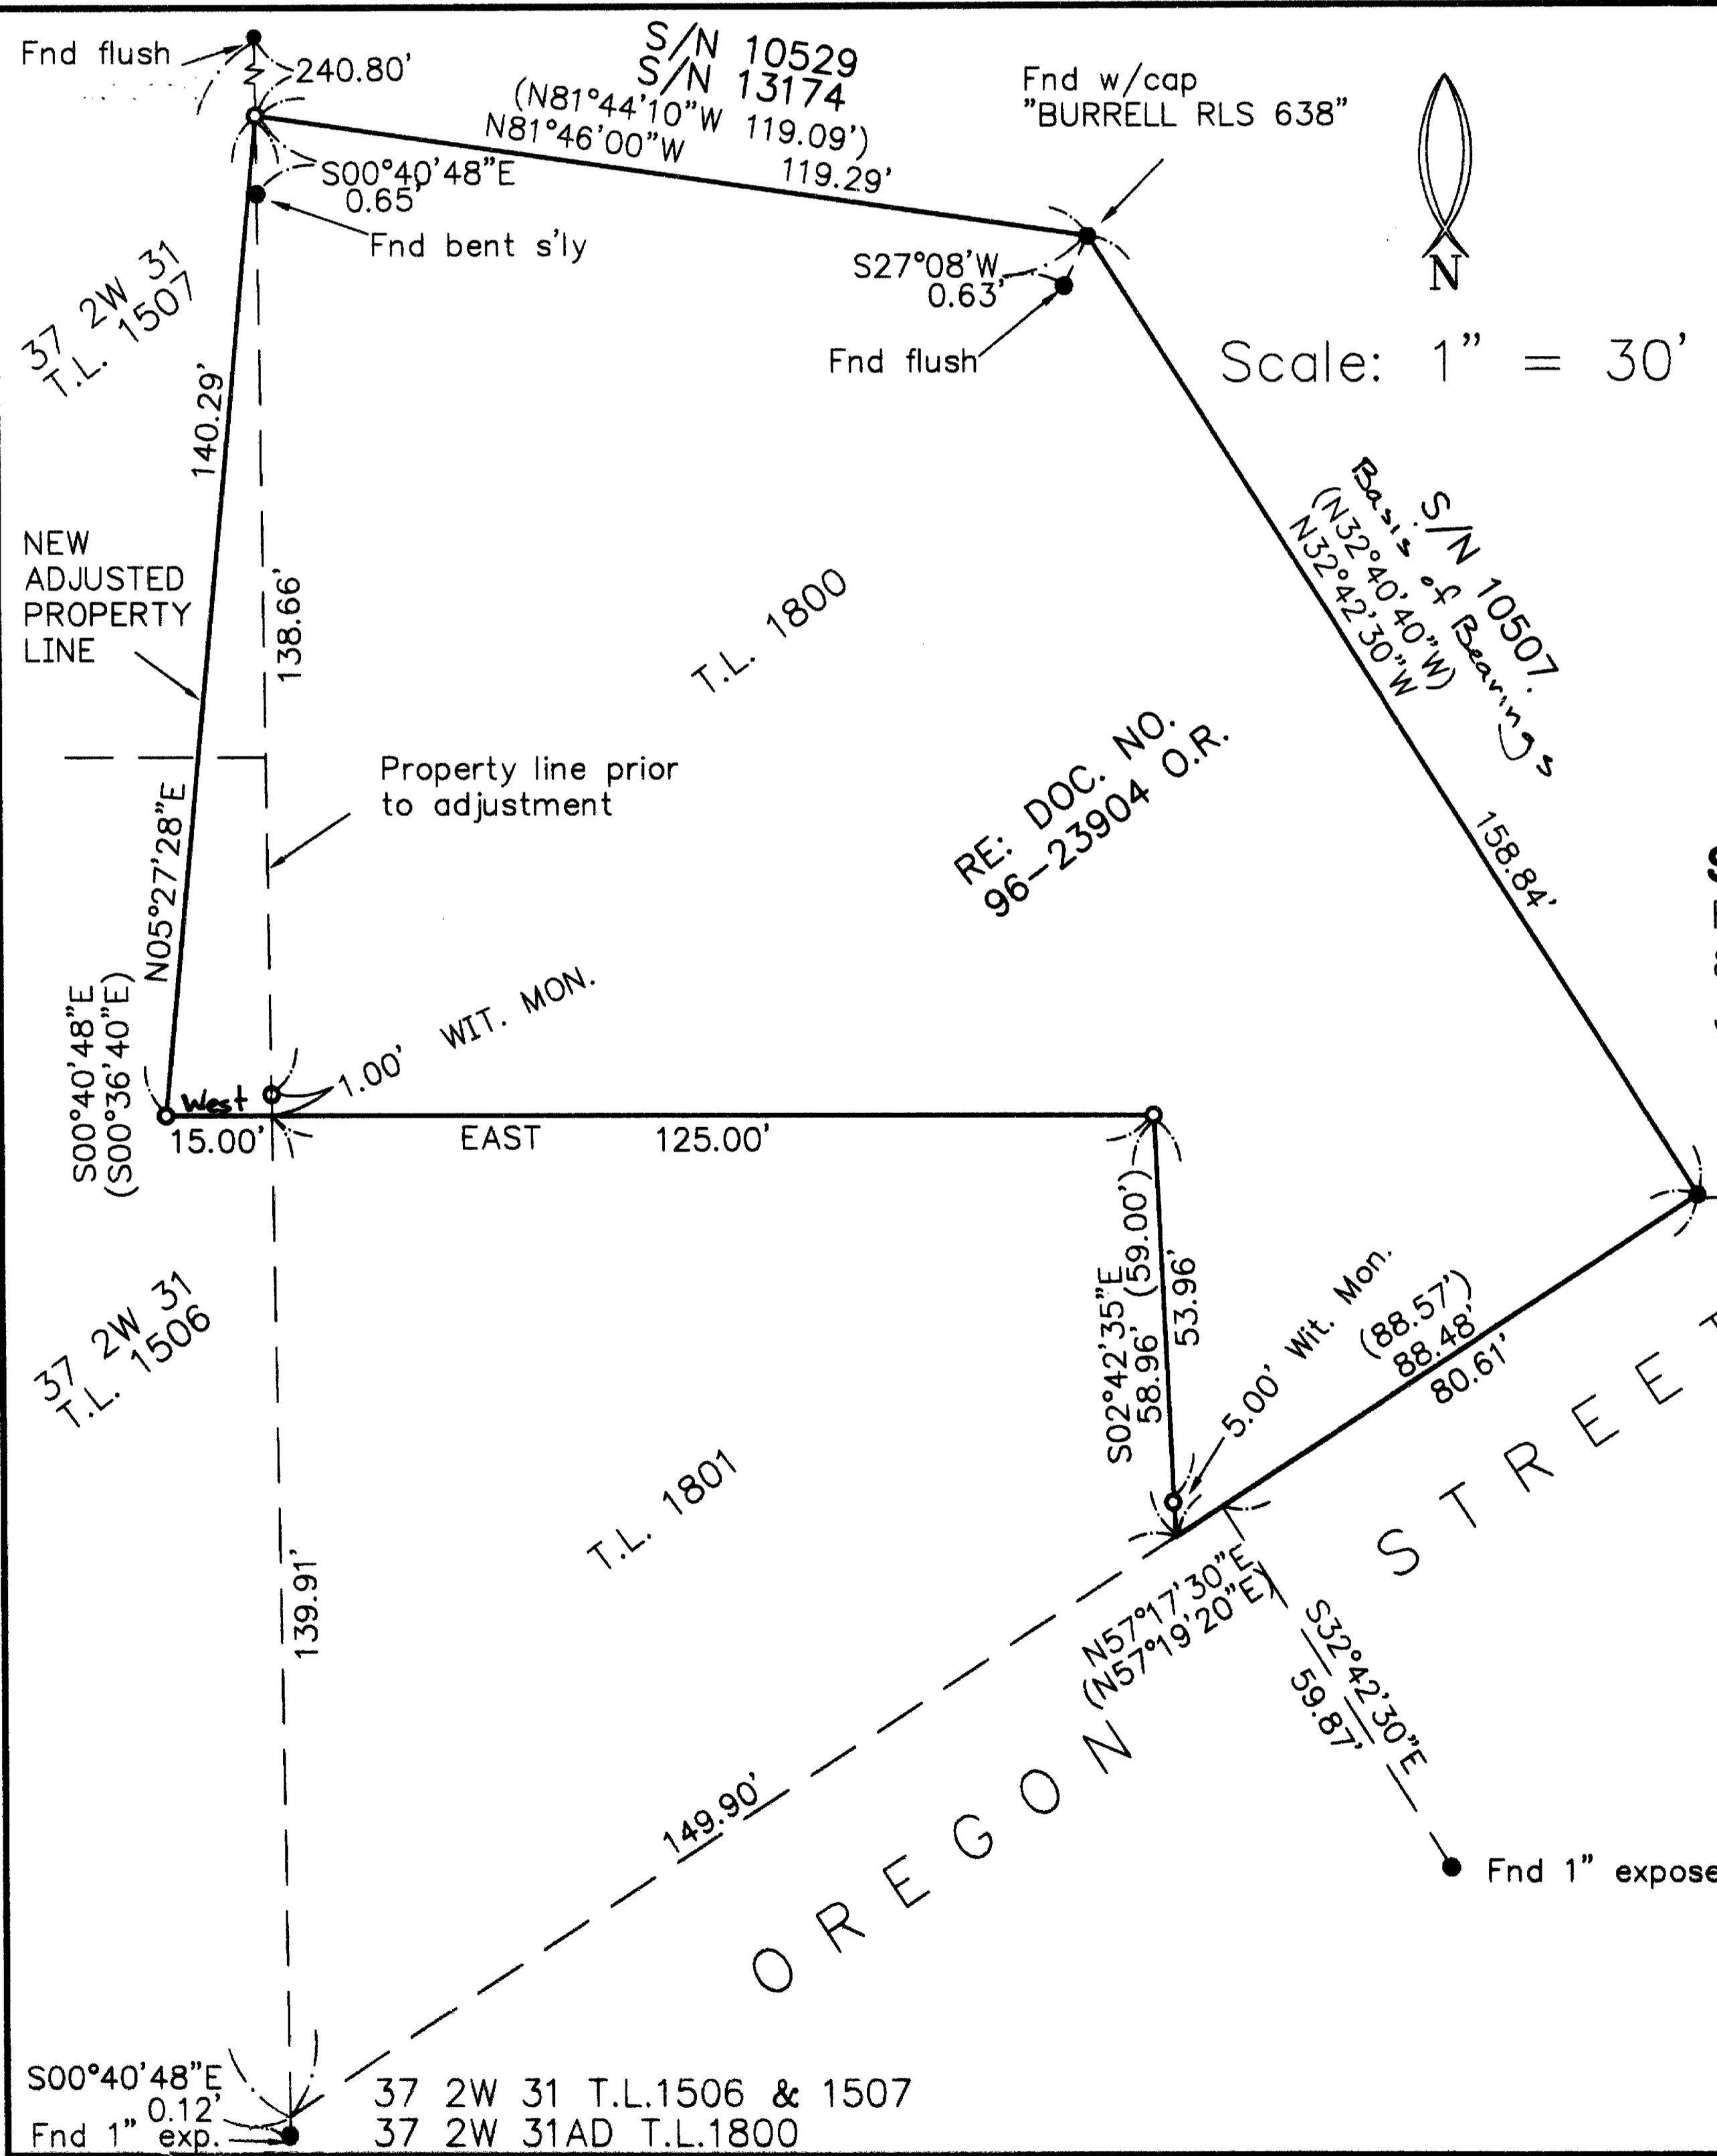 Fnd flush
240.80'
S/N 10529
S/N 13174
(N81°44'10"W 119.09')
N81°46'00"W
119.29'
Fnd w/cap
"BURRELL RLS 638"
N
S00°40'48"E
0.65'
Fnd bent s'ly
S27°08'W
0.63'
Fnd flush
Scale: 1" = 30'
37 2W 31
T.L. 1507
140.29'
NEW
ADJUSTED
PROPERTY
LINE
138.66'
T.L. 1800
S/N 10507.
Basis of Bearings
(N32°40'40"W)
N32°42'30"W
158.84'
Property line prior
to adjustment
RE: DOC. NO.
96-23904 O.R.
N05°27'28"E
S00°40'48"E
(S00°36'40"E)
1.00' WIT. MON.
West
15.00'
EAST 125.00'
S02°42'35"E
58.96' (59.00')
53.96'
5.00' Wit. Mon.
(88.57')
88.48'
80.61'
37 2W 31
T.L. 1506
T.L. 1801
139.91'
N57°17'30"E
(N57°19'20"E)
S32°42'30"E
59.87'
149.90'
OREGON STREET
Fnd 1" expose
S00°40'48"E
0.12'
Fnd 1" exp.
37 2W 31 T.L.1506 & 1507
37 2W 31AD T.L.1800